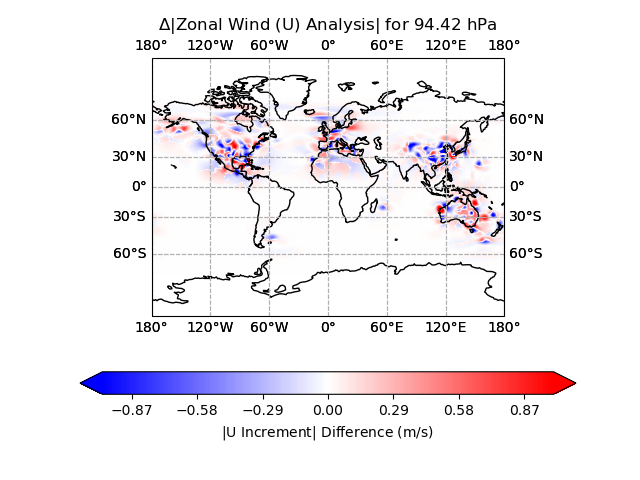 Δ|Zonal Wind (U) Analysis| for 94.42 hPa
180° 120°W 60°W 0° 60°E 120°E 180°
60°N 60°N
30°N 30°N
0° 0°
30°S 30°S
60°S 60°S
180° 120°W 60°W 0° 60°E 120°E 180°
−0.87 −0.58 −0.29 0.00 0.29 0.58 0.87
|U Increment| Difference (m/s)